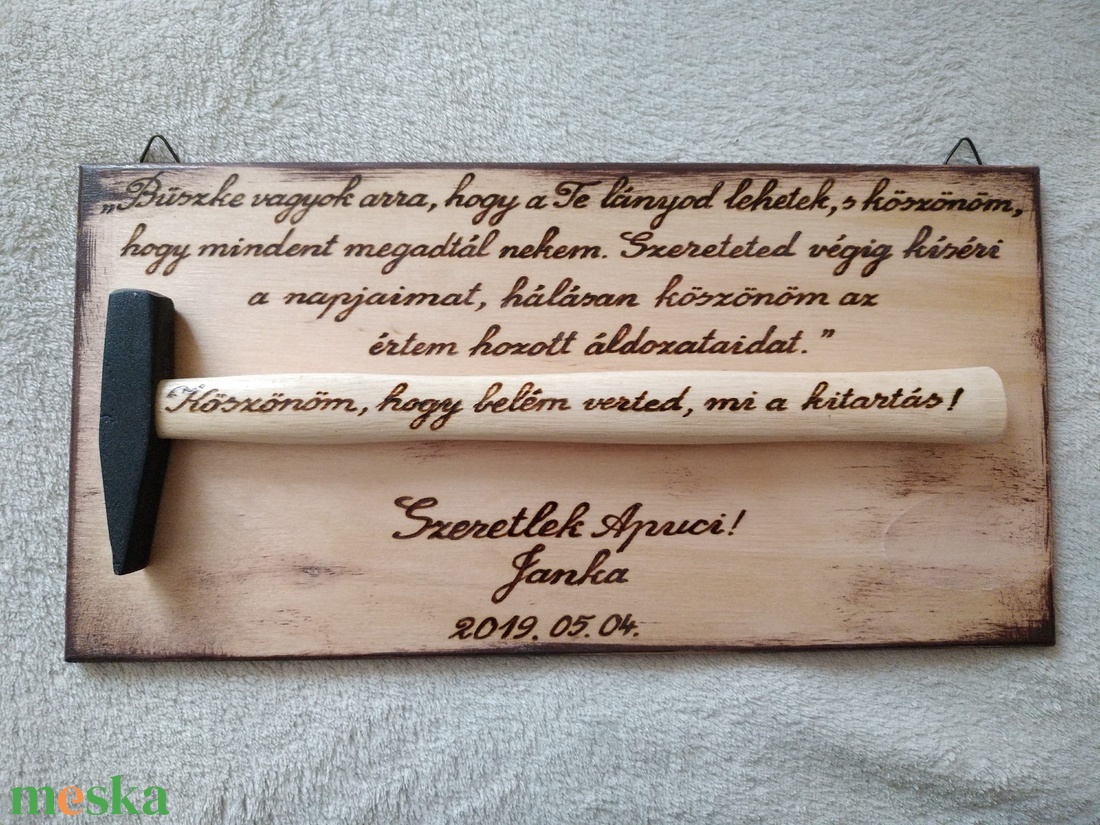 „Büszke vagyok arra, hogy a Te lányod lehetek, s köszönöm,
hogy mindent megadtál nekem. Szereteted végig kíséri
a napjaimat, hálásan köszönöm az
értem hozott áldozataidat.”
Köszönöm, hogy belém verted, mi a kitartás!
Szeretlek Apuci!
Janka
2019. 05. 04.
meska